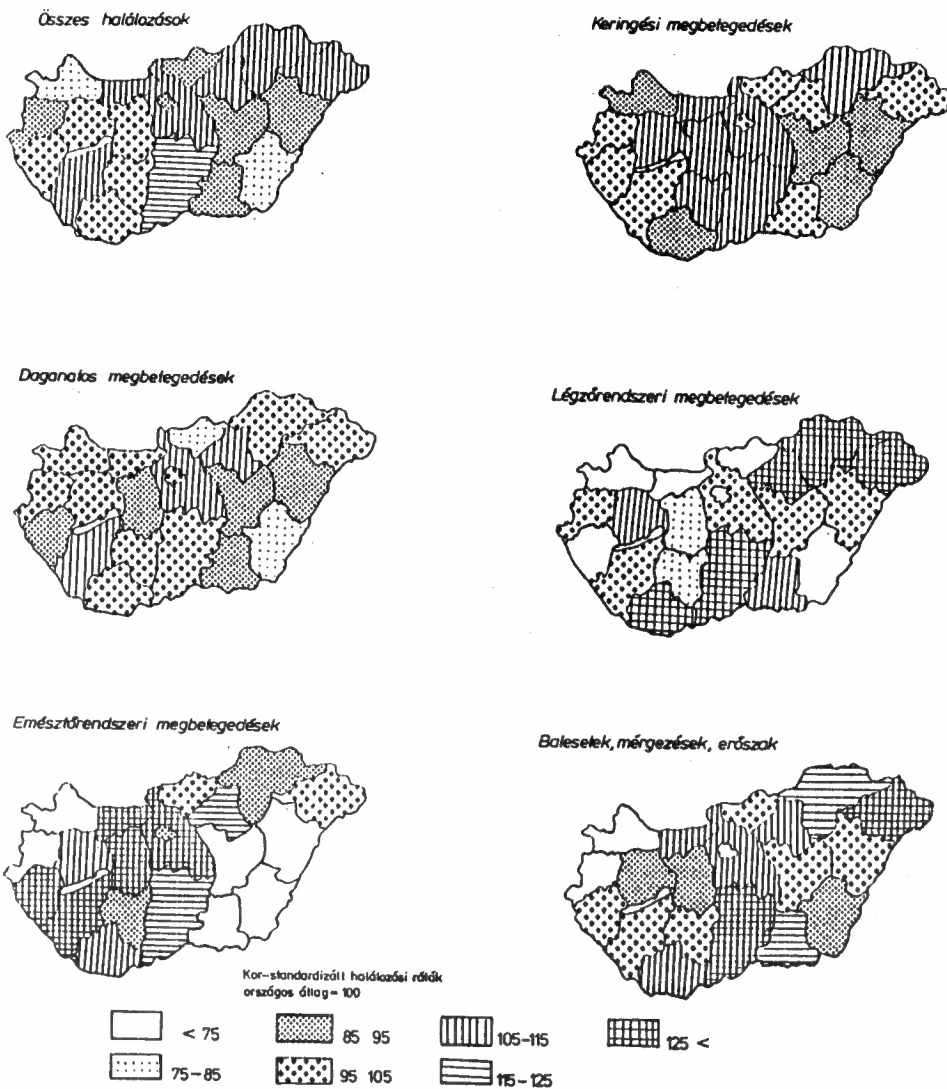 Összes halálozások
Keringési megbetegedések
Daganatos megbetegedések
Légzőrendszeri megbetegedések
Emésztőrendszeri megbetegedések
Balesetek, mérgezések, erőszak
Kor-standardizált halálozási ráták
országos átlag = 100
< 75
85 95
105-115
125 <
75-85
95 105
115-125